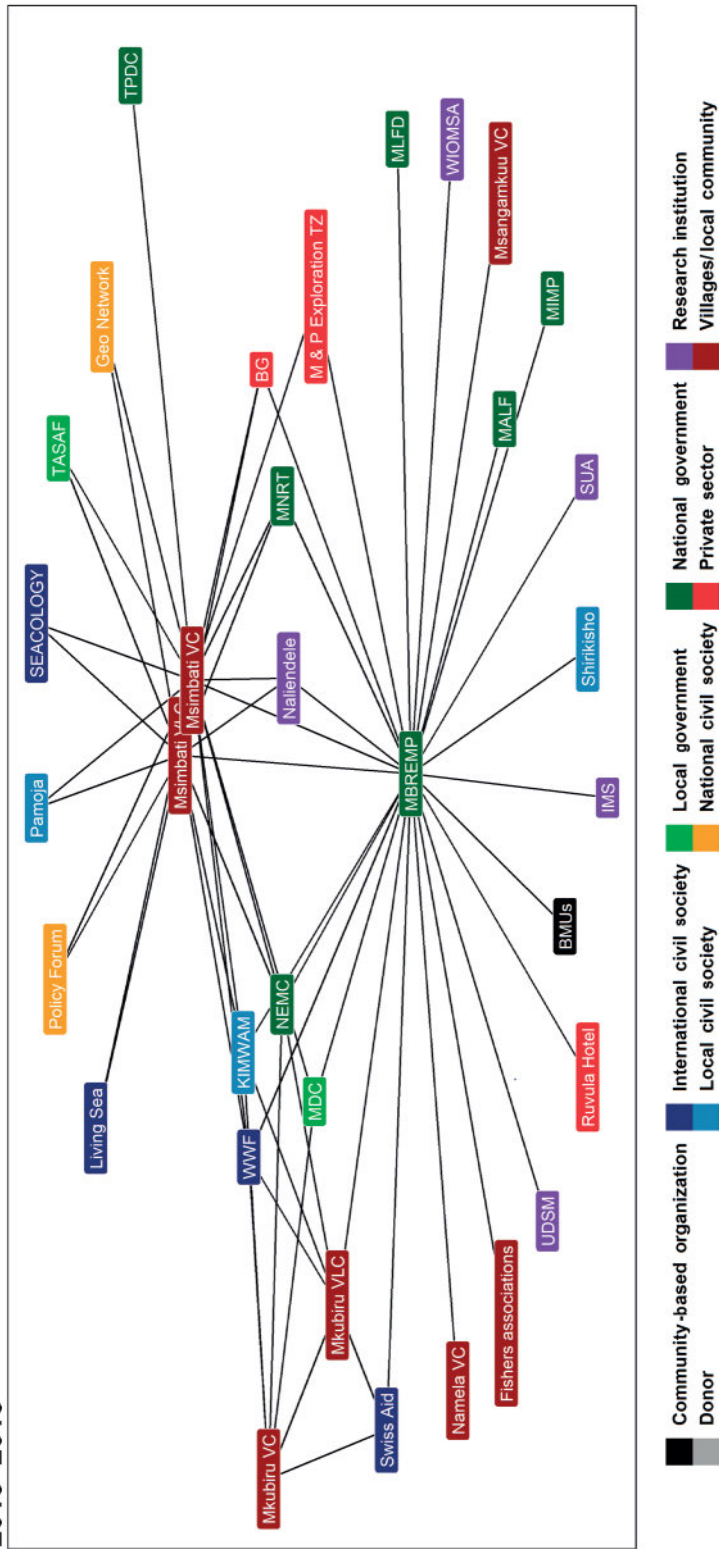 TPDC
Geo Network
TASAF
SEACOLOGY
Pamoja
Policy Forum
Living Sea
Msimbati VC
Msimbati VLC
BG
M & P Exploration TZ
MNRT
Naliendele
KIMWAM
NEMC
WWF
MDC
Mkubiru VC
Mkubiru VLC
Swiss Aid
MBREMP
MLFD
WIOMSA
Msangamkuu VC
MIMP
MALF
SUA
Shirikisho
IMS
BMUs
Ruvula Hotel
UDSM
Fishers associations
Namela VC
Community-based organization
Donor
International civil society
Local civil society
Local government
National civil society
National government
Private sector
Research institution
Villages/local community